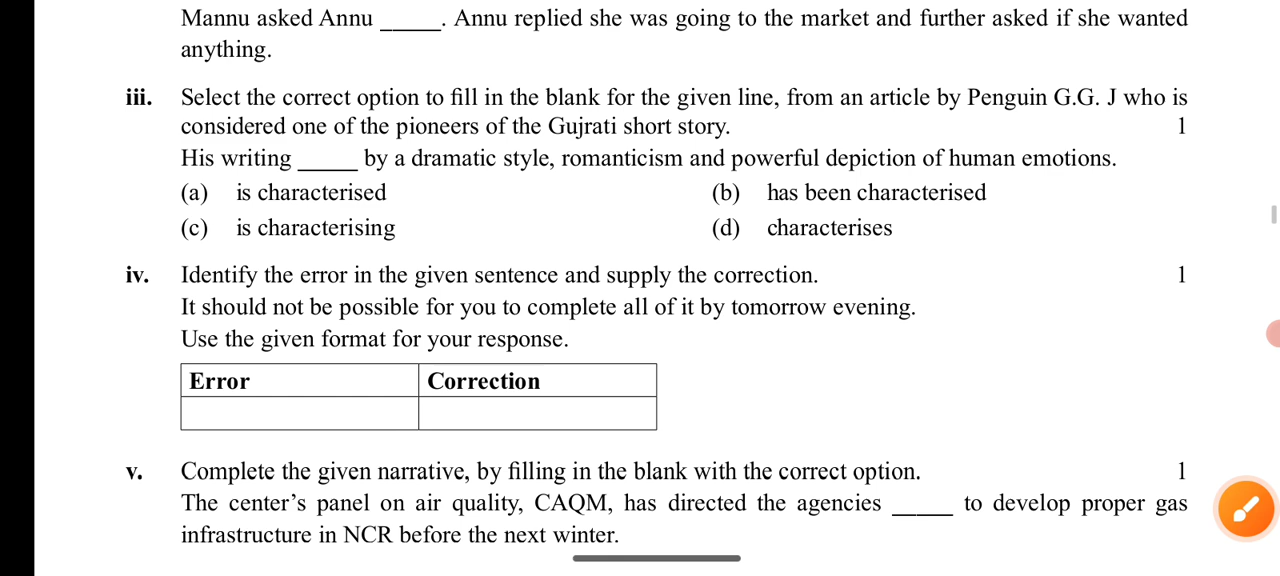 Mannu asked Annu _____. Annu replied she was going to the market and further asked if she wanted
anything.
iii. Select the correct option to fill in the blank for the given line, from an article by Penguin G.G. J who is
considered one of the pioneers of the Gujrati short story. 1
His writing _____ by a dramatic style, romanticism and powerful depiction of human emotions.
(a) is characterised (b) has been characterised
(c) is characterising (d) characterises
iv. Identify the error in the given sentence and supply the correction. 1
It should not be possible for you to complete all of it by tomorrow evening.
Use the given format for your response.
Error Correction
v. Complete the given narrative, by filling in the blank with the correct option. 1
The center's panel on air quality, CAQM, has directed the agencies _____ to develop proper gas
infrastructure in NCR before the next winter.